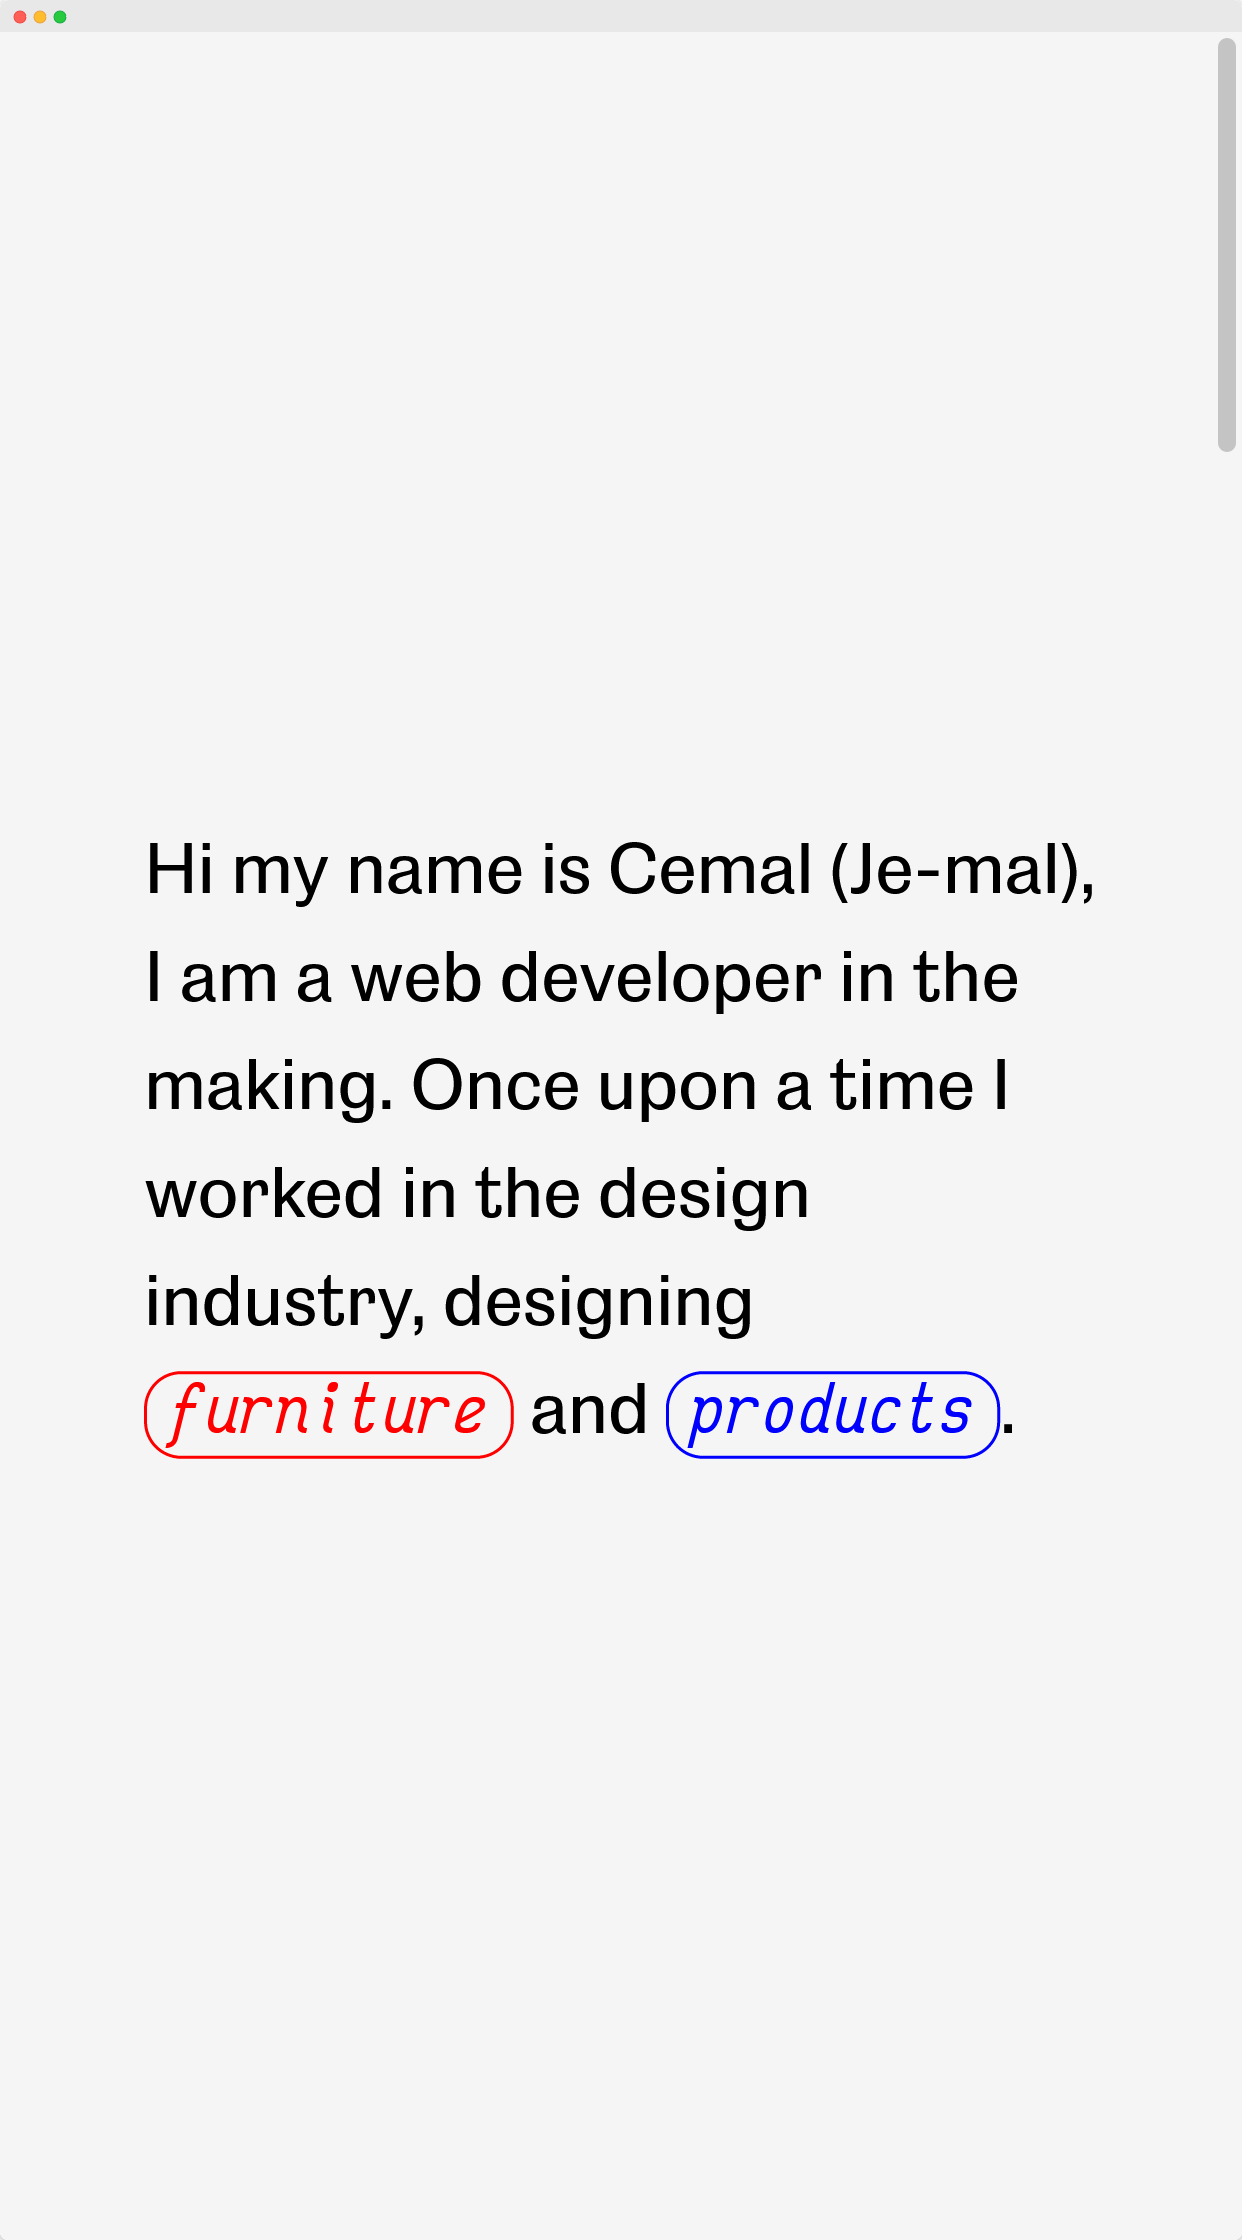 Hi my name is Cemal (Je-mal),
I am a web developer in the
making. Once upon a time I
worked in the design
industry, designing
furniture and products.